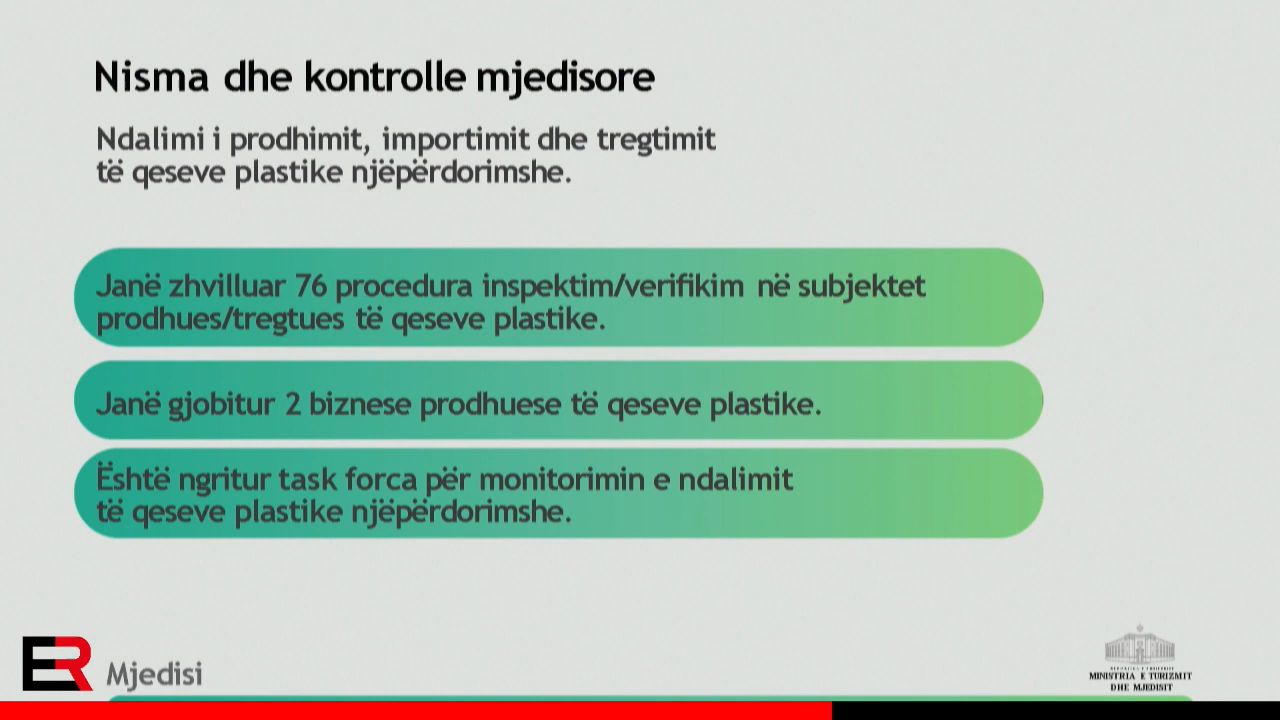 Nisma dhe kontrolle mjedisore
Ndalimi i prodhimit, importimit dhe tregtimit
të qeseve plastike njëpërdorimshe.
Janë zhvilluar 76 procedura inspektim/verifikim në subjektet
prodhues/tregtues të qeseve plastike.
Janë gjobitur 2 biznese prodhuese të qeseve plastike.
Është ngritur task forca për monitorimin e ndalimit
të qeseve plastike njëpërdorimshe.
ER
Mjedisi
MINISTRIA E TURIZMIT
DHE MJEDISIT